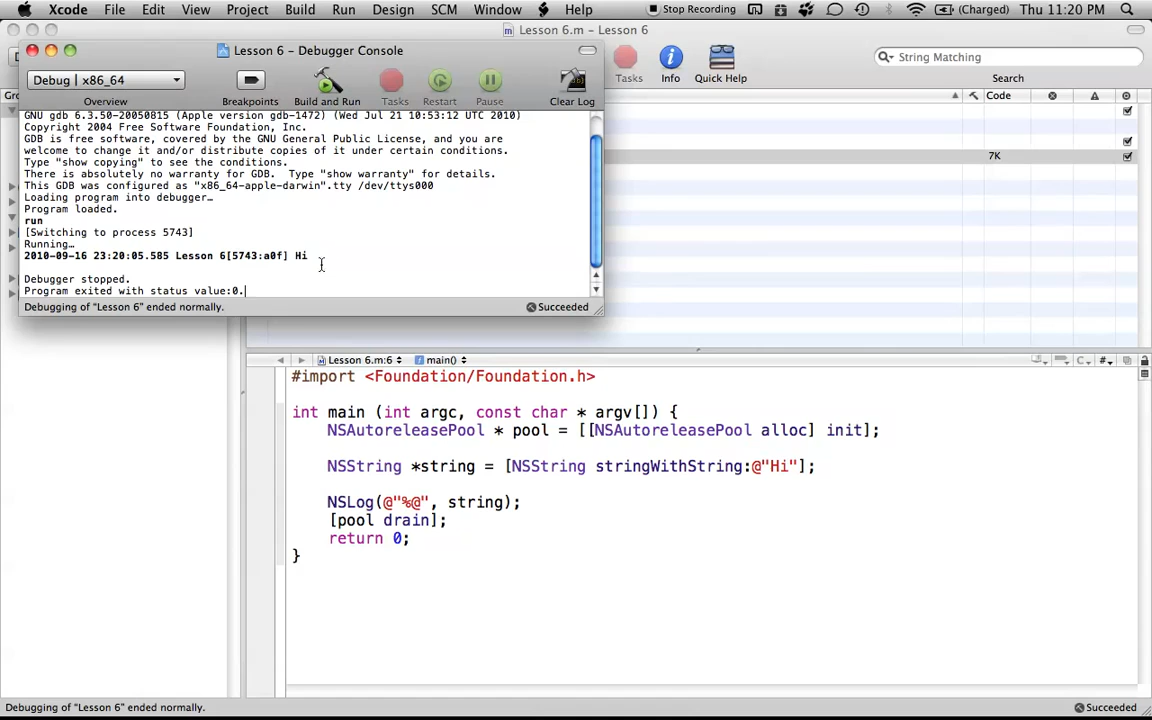 Xcode File Edit View Project Build Run Design SCM Window Help Stop Recording (Charged) Thu 11:20 PM
Lesson 6.m - Lesson 6
Lesson 6 – Debugger Console
Debug | x86_64
Overview Breakpoints Build and Run Tasks Restart Pause Clear Log
Tasks Info Quick Help
String Matching
Search
Code
7K
GNU gdb 6.3.50-20050815 (Apple version gdb-1472) (Wed Jul 21 10:53:12 UTC 2010)
Copyright 2004 Free Software Foundation, Inc.
GDB is free software, covered by the GNU General Public License, and you are
welcome to change it and/or distribute copies of it under certain conditions.
Type "show copying" to see the conditions.
There is absolutely no warranty for GDB.  Type "show warranty" for details.
This GDB was configured as "x86_64-apple-darwin".tty /dev/ttys000
Loading program into debugger…
Program loaded.
run
[Switching to process 5743]
Running…
2010-09-16 23:20:05.585 Lesson 6[5743:a0f] Hi
Debugger stopped.
Program exited with status value:0.
Debugging of "Lesson 6" ended normally. Succeeded
Lesson 6.m:6 main() C #
#import <Foundation/Foundation.h>
int main (int argc, const char * argv[]) {
NSAutoreleasePool * pool = [[NSAutoreleasePool alloc] init];
NSString *string = [NSString stringWithString:@"Hi"];
NSLog(@"%@", string);
[pool drain];
return 0;
}
Debugging of "Lesson 6" ended normally. Succeeded